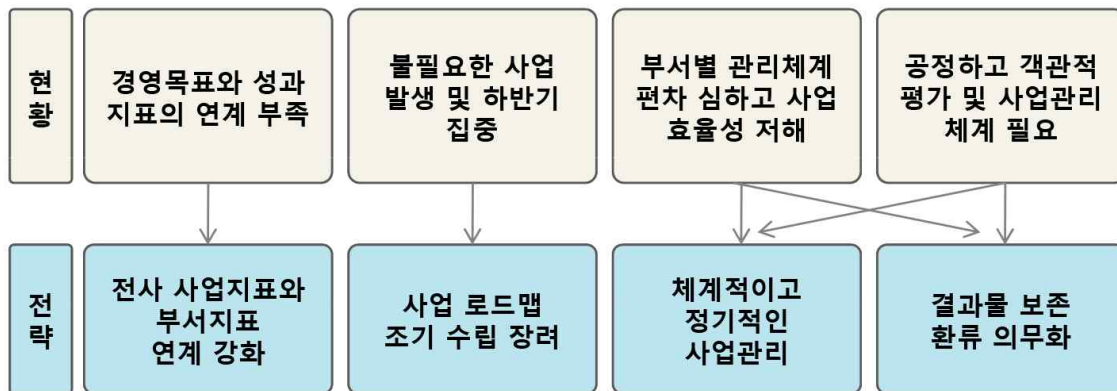 현
황
경영목표와 성과
지표의 연계 부족
불필요한 사업
발생 및 하반기
집중
부서별 관리체계
편차 심하고 사업
효율성 저해
공정하고 객관적
평가 및 사업관리
체계 필요
전
략
전사 사업지표와
부서지표
연계 강화
사업 로드맵
조기 수립 장려
체계적이고
정기적인
사업관리
결과물 보존
환류 의무화